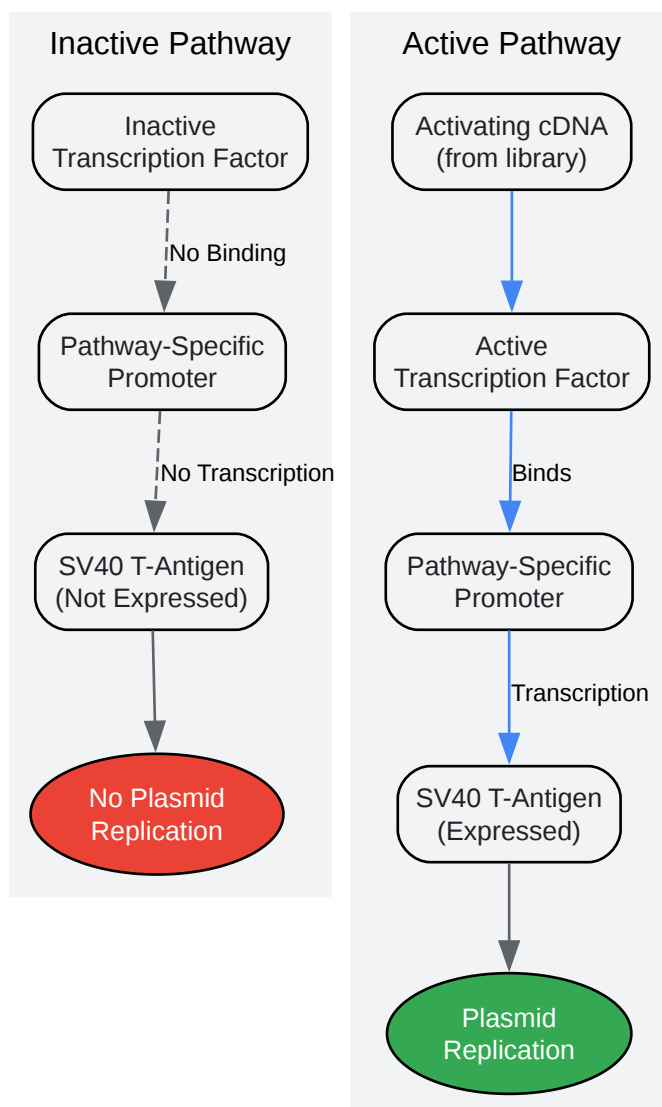 Inactive Pathway
Inactive
Transcription Factor
No Binding
Pathway-Specific
Promoter
No Transcription
SV40 T-Antigen
(Not Expressed)
No Plasmid
Replication
Active Pathway
Activating cDNA
(from library)
Active
Transcription Factor
Binds
Pathway-Specific
Promoter
Transcription
SV40 T-Antigen
(Expressed)
Plasmid
Replication